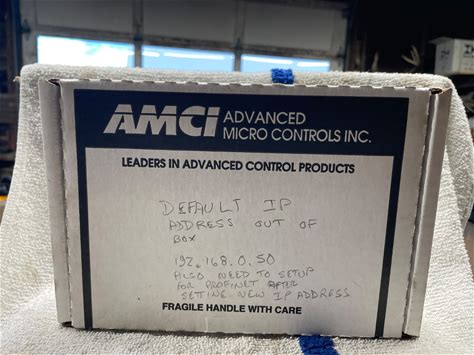 AMCI ADVANCED
MICRO CONTROLS INC.
LEADERS IN ADVANCED CONTROL PRODUCTS
DEFAULT IP
ADDRESS OUT OF
BOX
192.168.0.50
ALSO NEED TO SETUP
FOR PROFINET AFTER
SETTING NEW IP ADDRESS
FRAGILE HANDLE WITH CARE